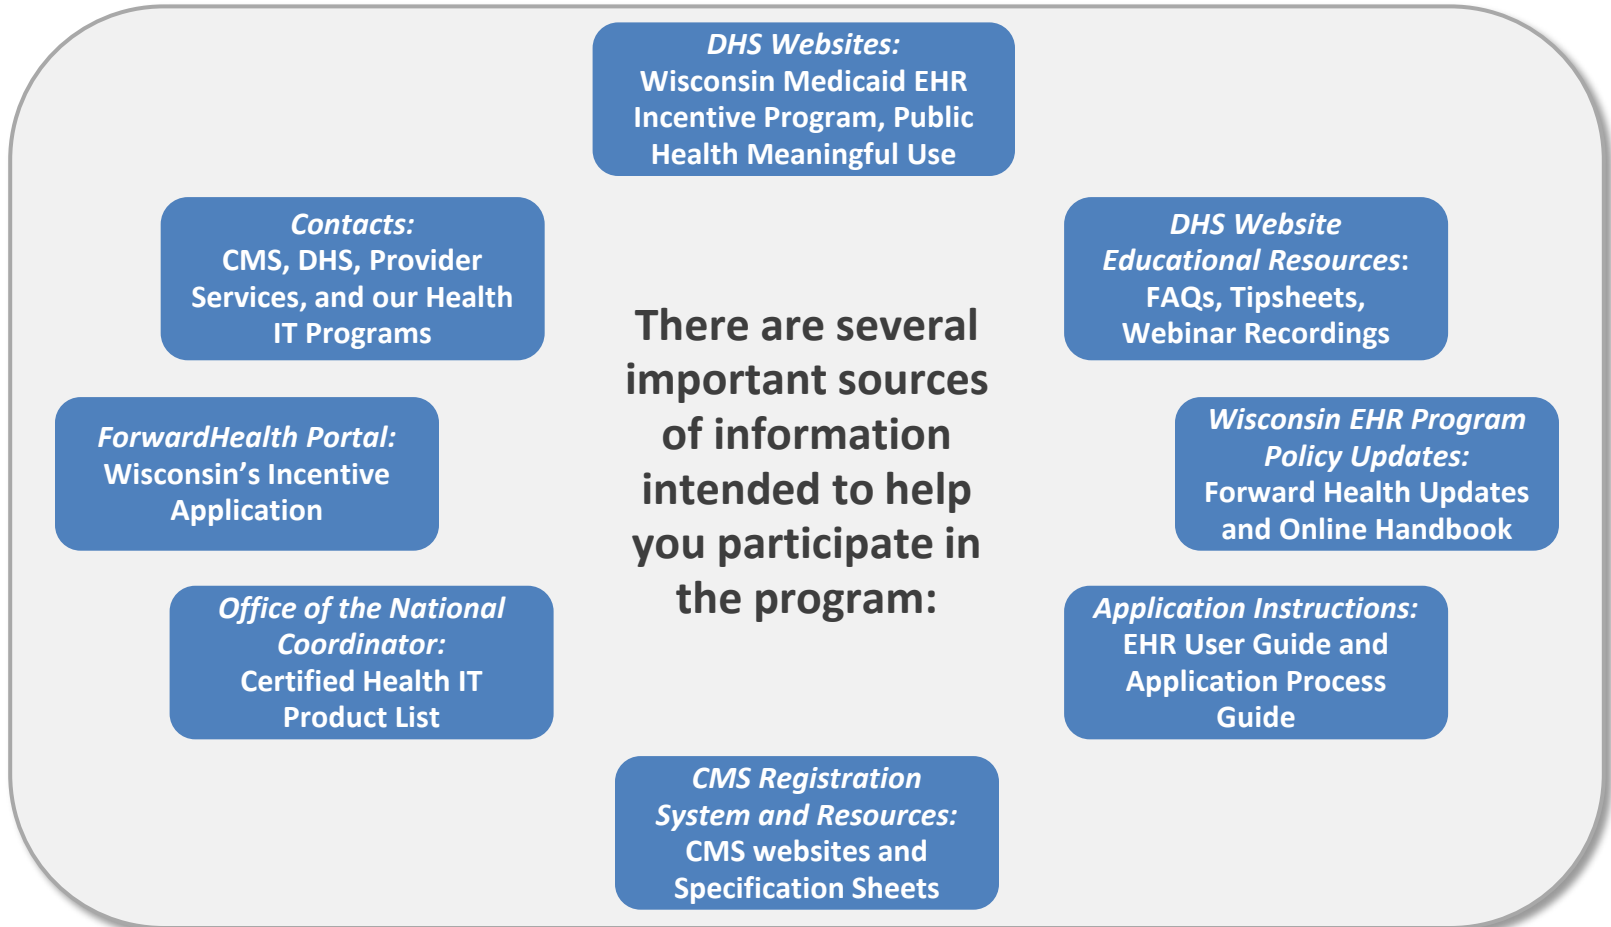 DHS Websites:
Wisconsin Medicaid EHR
Incentive Program, Public
Health Meaningful Use
Contacts:
CMS, DHS, Provider
Services, and our Health
IT Programs
DHS Website
Educational Resources:
FAQs, Tipsheets,
Webinar Recordings
There are several
important sources
of information
intended to help
you participate in
the program:
ForwardHealth Portal:
Wisconsin’s Incentive
Application
Wisconsin EHR Program
Policy Updates:
Forward Health Updates
and Online Handbook
Office of the National
Coordinator:
Certified Health IT
Product List
Application Instructions:
EHR User Guide and
Application Process
Guide
CMS Registration
System and Resources:
CMS websites and
Specification Sheets